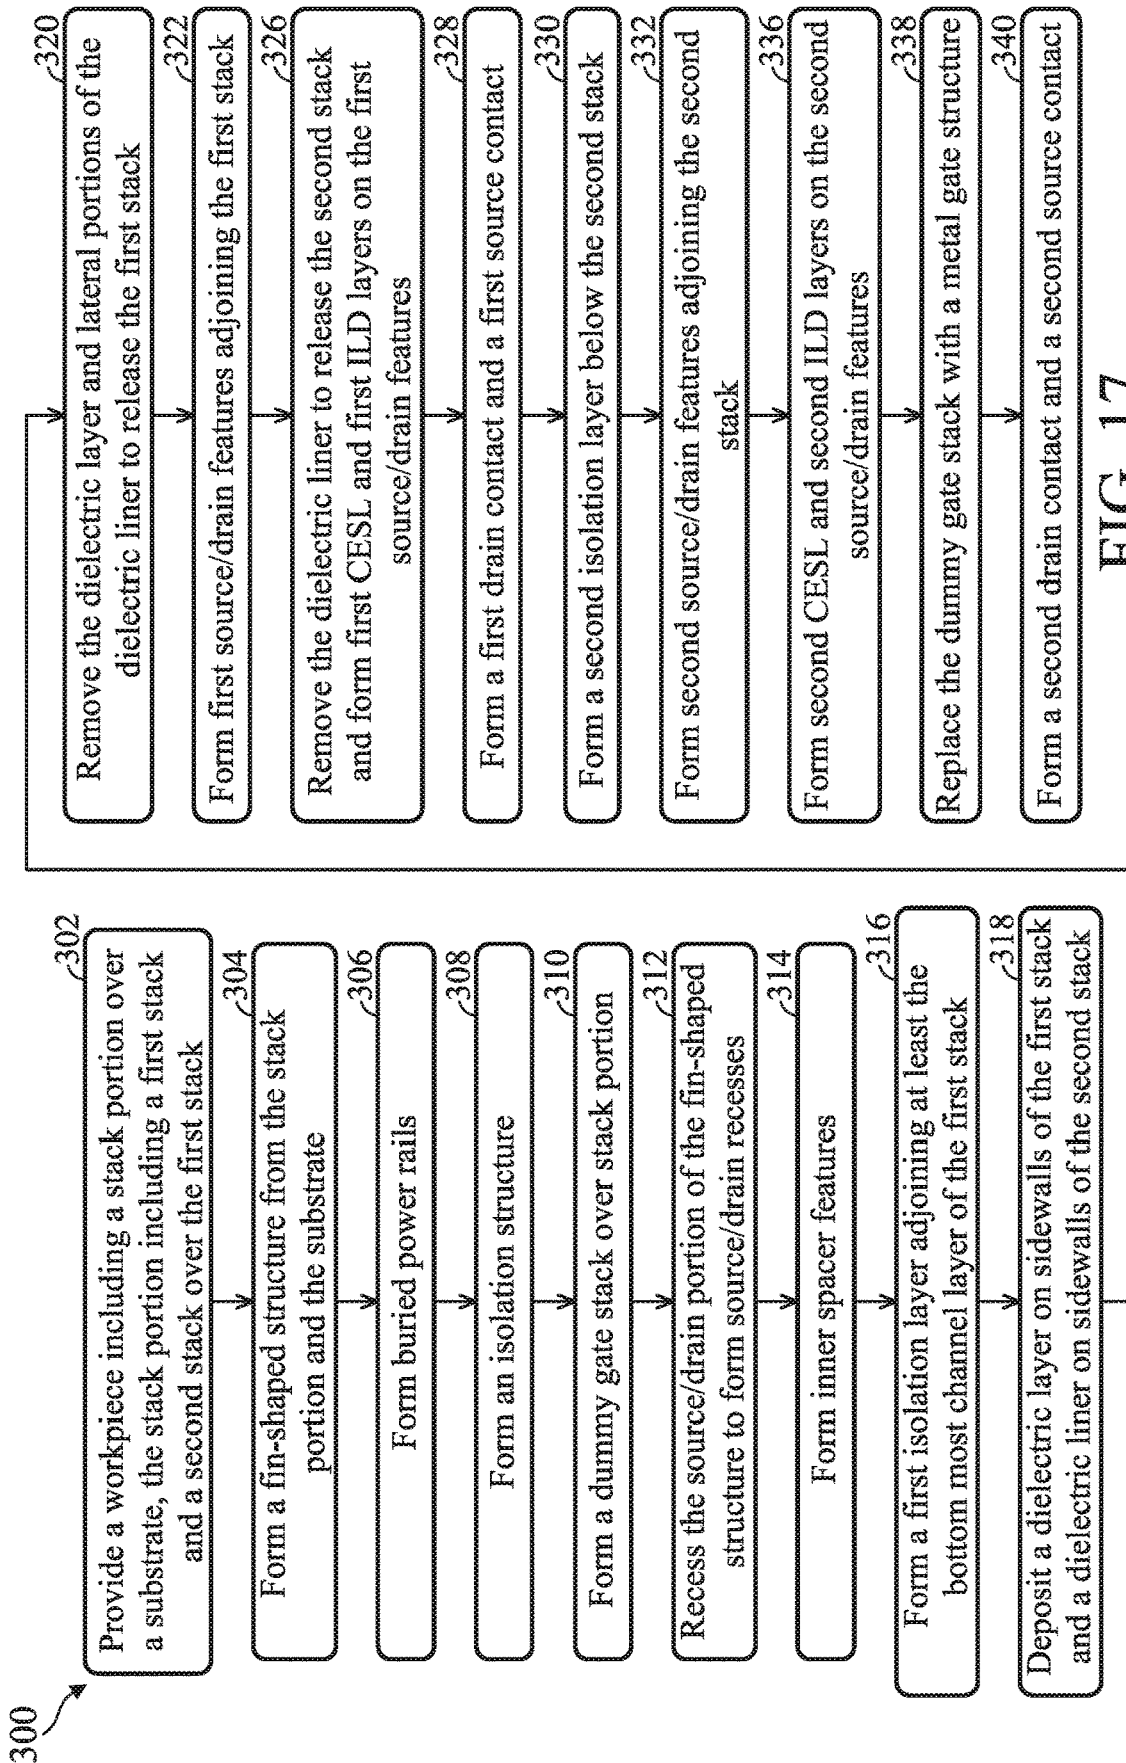 300
302
Provide a workpiece including a stack portion over
a substrate, the stack portion including a first stack
and a second stack over the first stack
304
Form a fin-shaped structure from the stack
portion and the substrate
306
Form buried power rails
308
Form an isolation structure
310
Form a dummy gate stack over stack portion
312
Recess the source/drain portion of the fin-shaped
structure to form source/drain recesses
314
Form inner spacer features
316
Form a first isolation layer adjoining at least the
bottom most channel layer of the first stack
318
Deposit a dielectric layer on sidewalls of the first stack
and a dielectric liner on sidewalls of the second stack
320
Remove the dielectric layer and lateral portions of the
dielectric liner to release the first stack
322
Form first source/drain features adjoining the first stack
326
Remove the dielectric liner to release the second stack
and form first CESL and first ILD layers on the first
source/drain features
328
Form a first drain contact and a first source contact
330
Form a second isolation layer below the second stack
332
Form second source/drain features adjoining the second
stack
336
Form second CESL and second ILD layers on the second
source/drain features
338
Replace the dummy gate stack with a metal gate structure
340
Form a second drain contact and a second source contact
FIG. 17